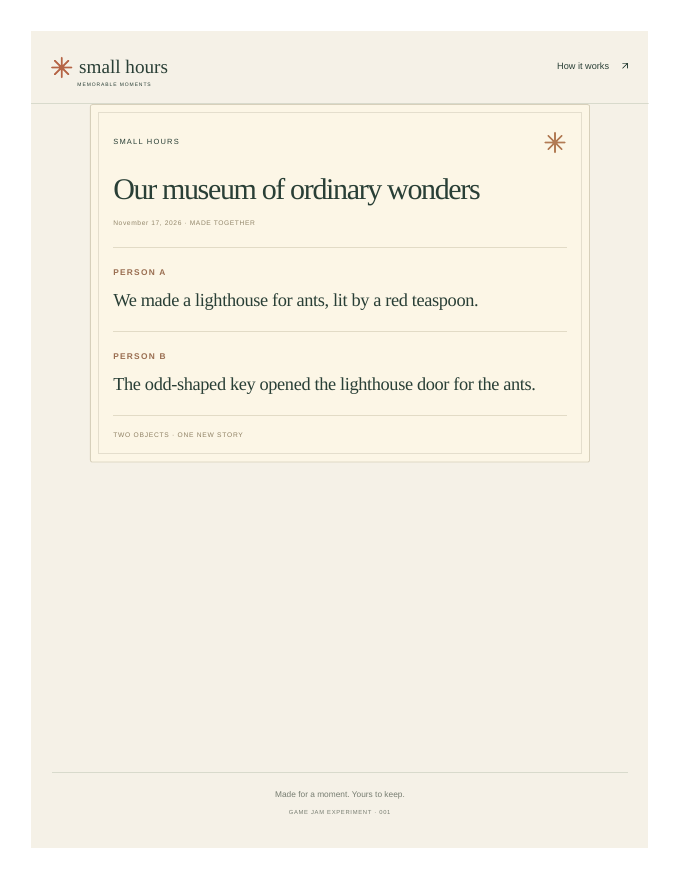 small hours
MEMORABLE MOMENTS
How it works
SMALL HOURS
Our museum of ordinary wonders
November 17, 2026 · MADE TOGETHER
PERSON A
We made a lighthouse for ants, lit by a red teaspoon.
PERSON B
The odd-shaped key opened the lighthouse door for the ants.
TWO OBJECTS · ONE NEW STORY
Made for a moment. Yours to keep.
GAME JAM EXPERIMENT · 001